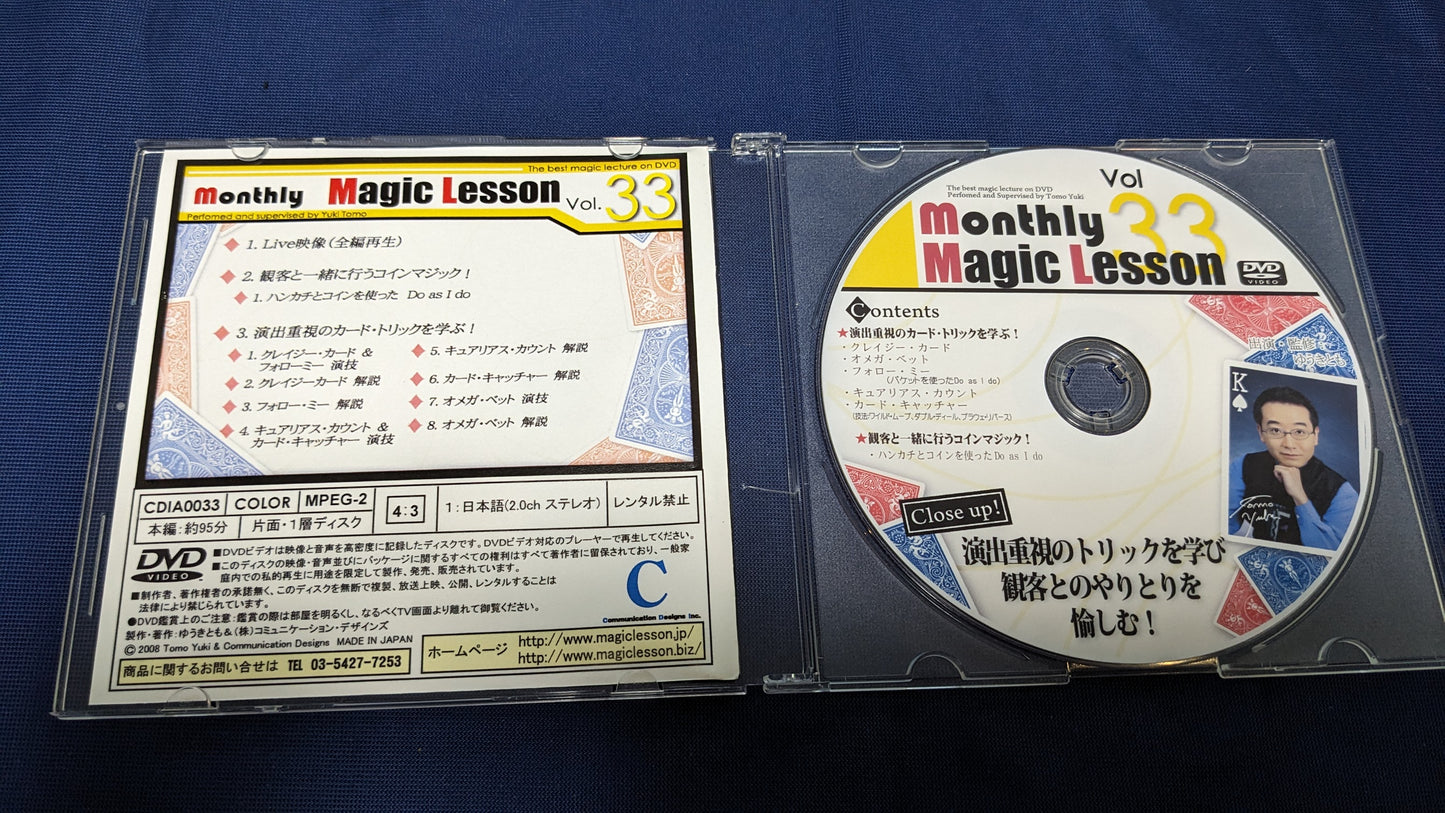 The best magic lecture on DVD
monthly Magic Lesson Vol. 33
Perfomed and supervised by Yuki Tomo
1. Live映像(全編再生)
2. 観客と一緒に行うコインマジック!
1. ハンカチとコインを使った Do as I do
3. 演出重視のカード・トリックを学ぶ!
1. クレイジー・カード &
フォローミー 演技
2. クレイジーカード 解説
3. フォロー・ミー 解説
4. キュアリアス・カウント &
カード・キャッチャー 演技
5. キュアリアス・カウント 解説
6. カード・キャッチャー 解説
7. オメガ・ベット 演技
8. オメガ・ベット 解説
CDIA0033 COLOR MPEG-2
本編:約95分 片面・1層ディスク
4:3
1:日本語(2.0ch ステレオ)
レンタル禁止
DVD
VIDEO
■DVDビデオは映像と音声を高密度に記録したディスクです。DVDビデオ対応のプレーヤーで再生してください。
■このディスクの映像・音声並びにパッケージに関するすべての権利はすべて著作者に留保されており、一般家
庭内での私的再生に用途を限定して製作、発売、販売されています。
■制作者、著作権者の承諾無く、このディスクを無断で複製、放送上映、公開、レンタルすることは
法律により禁じられています。
●DVD鑑賞上のご注意:鑑賞の際は部屋を明るくし、なるべくTV画面より離れて御覧ください。
製作・著作:ゆうきとも&(株)コミュニケーション・デザインズ
© 2008 Tomo Yuki & Communication Designs MADE IN JAPAN
C
Communication Designs Inc.
商品に関するお問い合せは TEL 03-5427-7253
ホームページ http://www.magiclesson.jp/
http://www.magiclesson.biz/
The best magic lecture on DVD
Perfomed and Supervised by Tomo Yuki
Vol
33
monthly
Magic Lesson
DVD
VIDEO
Contents
★演出重視のカード・トリックを学ぶ!
・クレイジー・カード
・オメガ・ベット
・フォロー・ミー
(パケットを使ったDo as I do)
・キュアリアス・カウント
・カード・キャッチャー
(技法:ワイルド・ムーブ、ダブル・ディール、ブラウェ・リバース)
★観客と一緒に行うコインマジック!
・ハンカチとコインを使ったDo as I do
出演・監修:
ゆうきとも
K
Close up!
演出重視のトリックを学び
観客とのやりとりを
愉しむ!